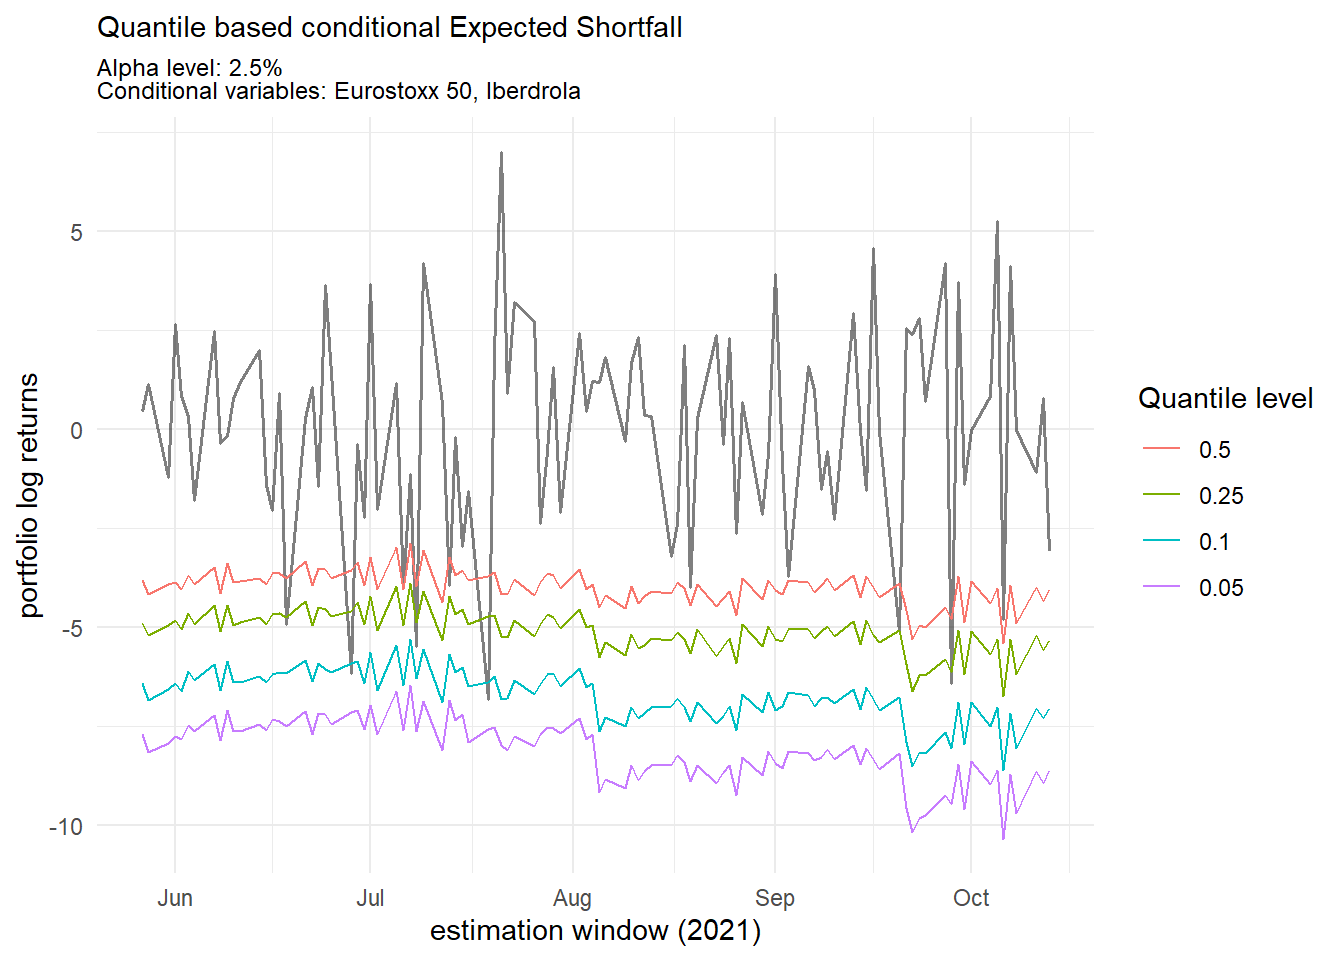 Quantile based conditional Expected Shortfall
Alpha level: 2.5%
Conditional variables: Eurostoxx 50, Iberdrola
portfolio log returns
5
0
-5
-10
Jun
Jul
Aug
Sep
Oct
estimation window (2021)
Quantile level
0.5
0.25
0.1
0.05